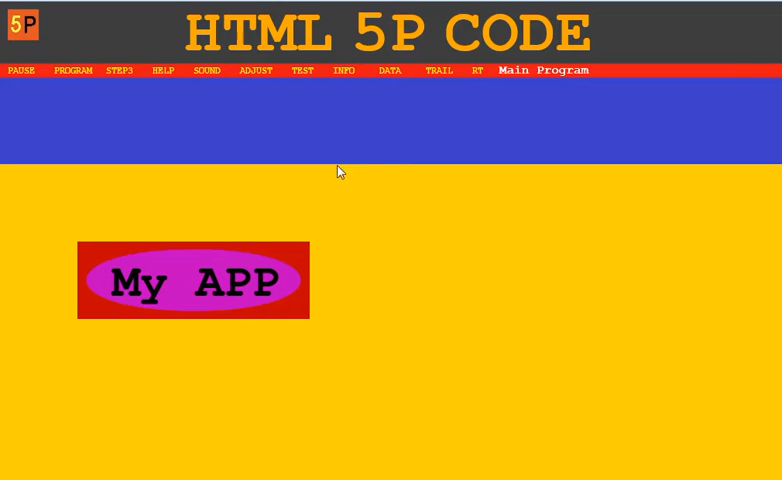 5P
HTML 5P CODE
PAUSE PROGRAM STEP3 HELP SOUND ADJUST TEST INFO DATA TRAIL RT Main Program
My APP